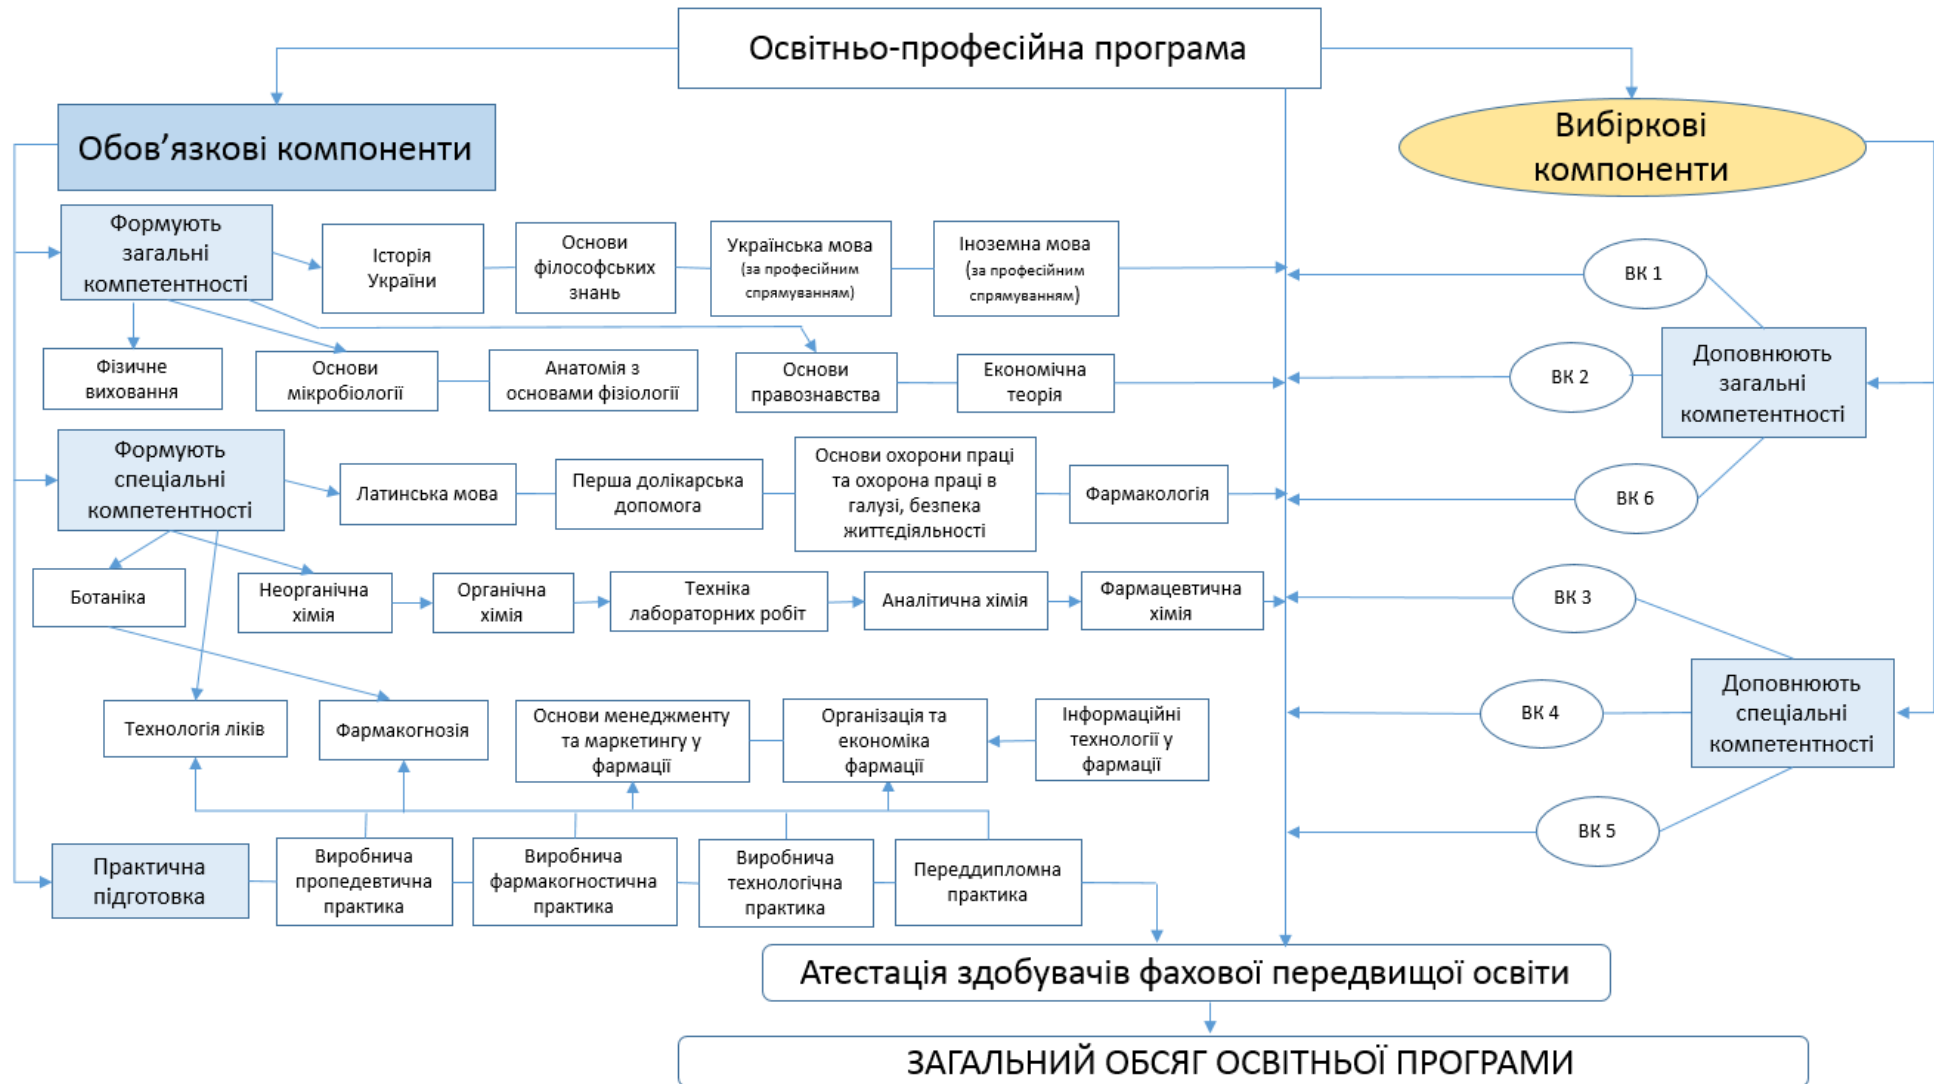 Освітньо-професійна програма
Обов’язкові компоненти
Вибіркові
компоненти
Формують
загальні
компетентності
Історія
України
Основи
філософських
знань
Українська мова
(за професійним
спрямуванням)
Іноземна мова
(за професійним
спрямуванням)
ВК 1
Фізичне
виховання
Основи
мікробіології
Анатомія з
основами фізіології
Основи
правознавства
Економічна
теорія
ВК 2
Доповнюють
загальні
компетентності
Формують
спеціальні
компетентності
Латинська мова
Перша долікарська
допомога
Основи охорони праці
та охорона праці в
галузі, безпека
життєдіяльності
Фармакологія
ВК 6
Ботаніка
Неорганічна
хімія
Органічна
хімія
Техніка
лабораторних робіт
Аналітична хімія
Фармацевтична
хімія
ВК 3
Технологія ліків
Фармакогнозія
Основи менеджменту
та маркетингу у
фармації
Організація та
економіка
фармації
Інформаційні
технології у
фармації
ВК 4
Доповнюють
спеціальні
компетентності
ВК 5
Практична
підготовка
Виробнича
пропедевтична
практика
Виробнича
фармакогностична
практика
Виробнича
технологічна
практика
Переддипломна
практика
Атестація здобувачів фахової передвищої освіти
ЗАГАЛЬНИЙ ОБСЯГ ОСВІТНЬОЇ ПРОГРАМИ